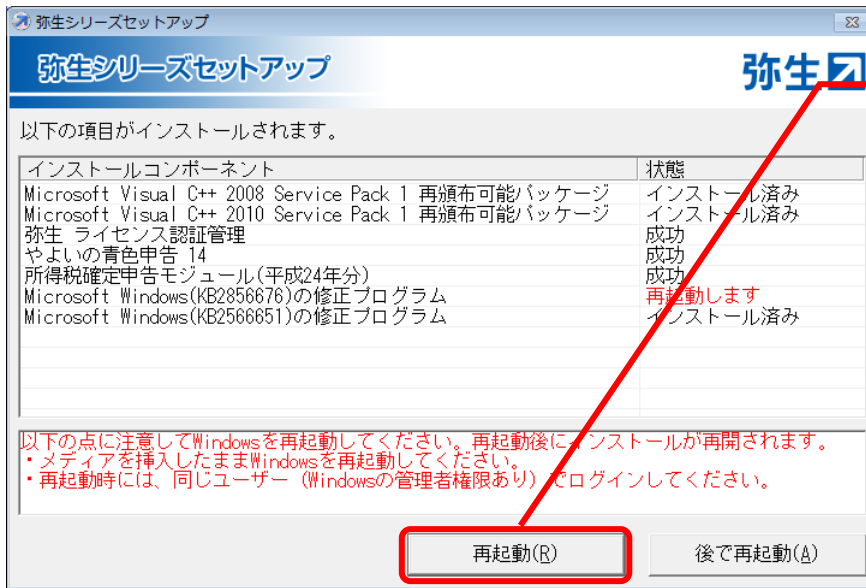 弥生シリーズセットアップ
弥生シリーズセットアップ
弥生
以下の項目がインストールされます。
インストールコンポーネント 状態
Microsoft Visual C++ 2008 Service Pack 1 再頒布可能パッケージ インストール済み
Microsoft Visual C++ 2010 Service Pack 1 再頒布可能パッケージ インストール済み
弥生 ライセンス認証管理 成功
やよいの青色申告 14 成功
所得税確定申告モジュール(平成24年分) 成功
Microsoft Windows(KB2856676)の修正プログラム 再起動します
Microsoft Windows(KB2566651)の修正プログラム インストール済み
以下の点に注意してWindowsを再起動してください。再起動後にインストールが再開されます。
・メディアを挿入したままWindowsを再起動してください。
・再起動時には、同じユーザー（Windowsの管理者権限あり）でログインしてください。
再起動(R) 後で再起動(A)